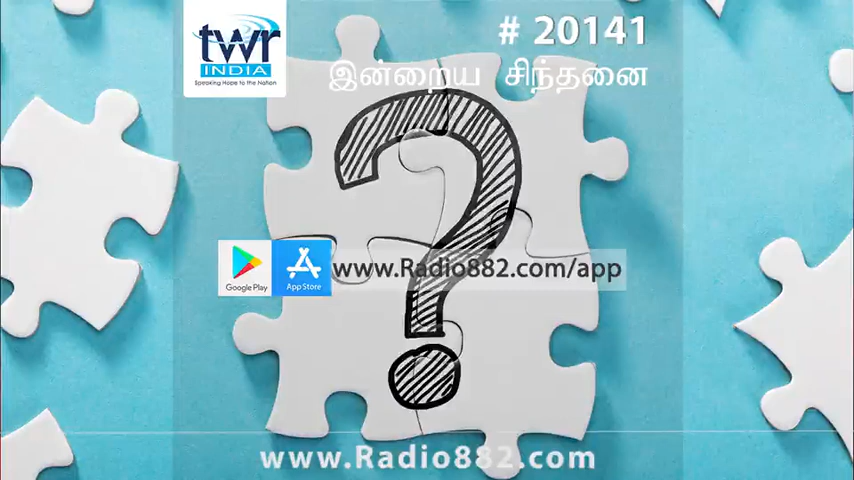 twr
INDIA
Speaking Hope to the Nation
# 20141
இன்றைய சிந்தனை
Google Play
App Store
www.Radio882.com/app
www.Radio882.com